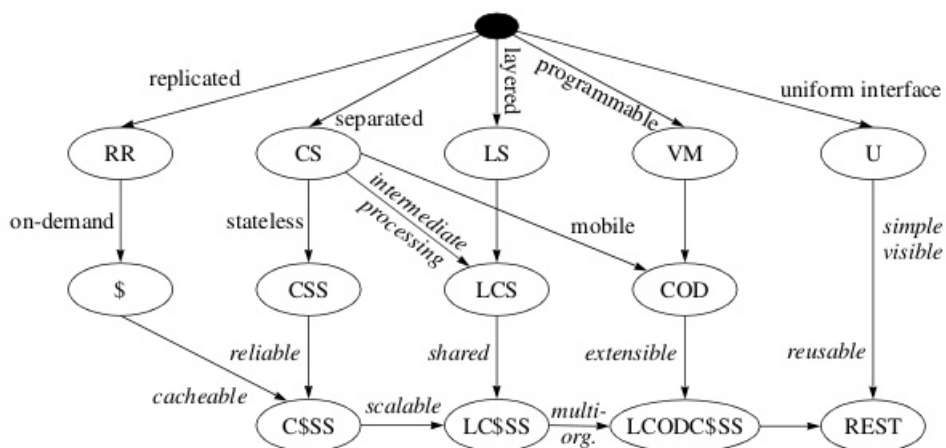 replicated
separated
layered
programmable
uniform interface
RR
CS
LS
VM
U
on-demand
stateless
intermediate
processing
mobile
simple
visible
$
CSS
LCS
COD
reliable
shared
extensible
reusable
cacheable
C$SS
scalable
LC$SS
multi-
org.
LCODC$SS
REST